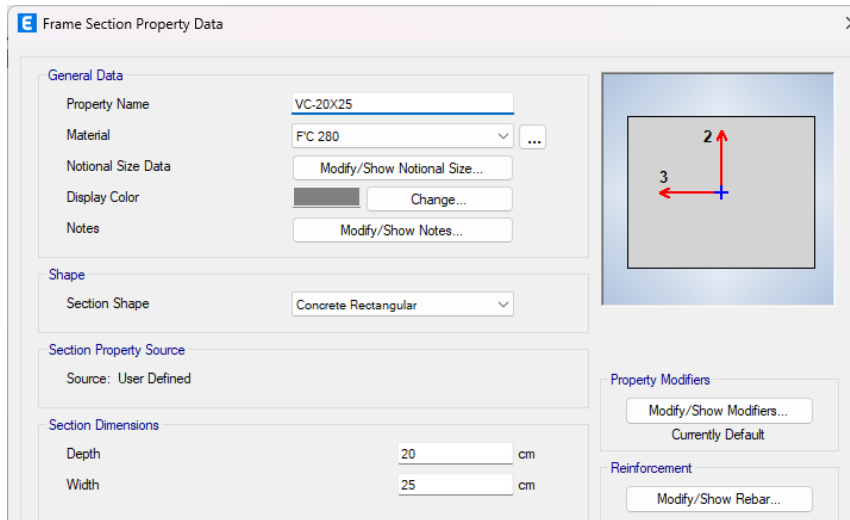 E Frame Section Property Data
General Data
Property Name VC-20X25
Material F'C 280 ...
Notional Size Data Modify/Show Notional Size...
Display Color Change...
Notes Modify/Show Notes...
2
3
Shape
Section Shape Concrete Rectangular
Section Property Source
Source: User Defined
Property Modifiers
Modify/Show Modifiers...
Currently Default
Section Dimensions
Depth 20 cm
Width 25 cm
Reinforcement
Modify/Show Rebar...